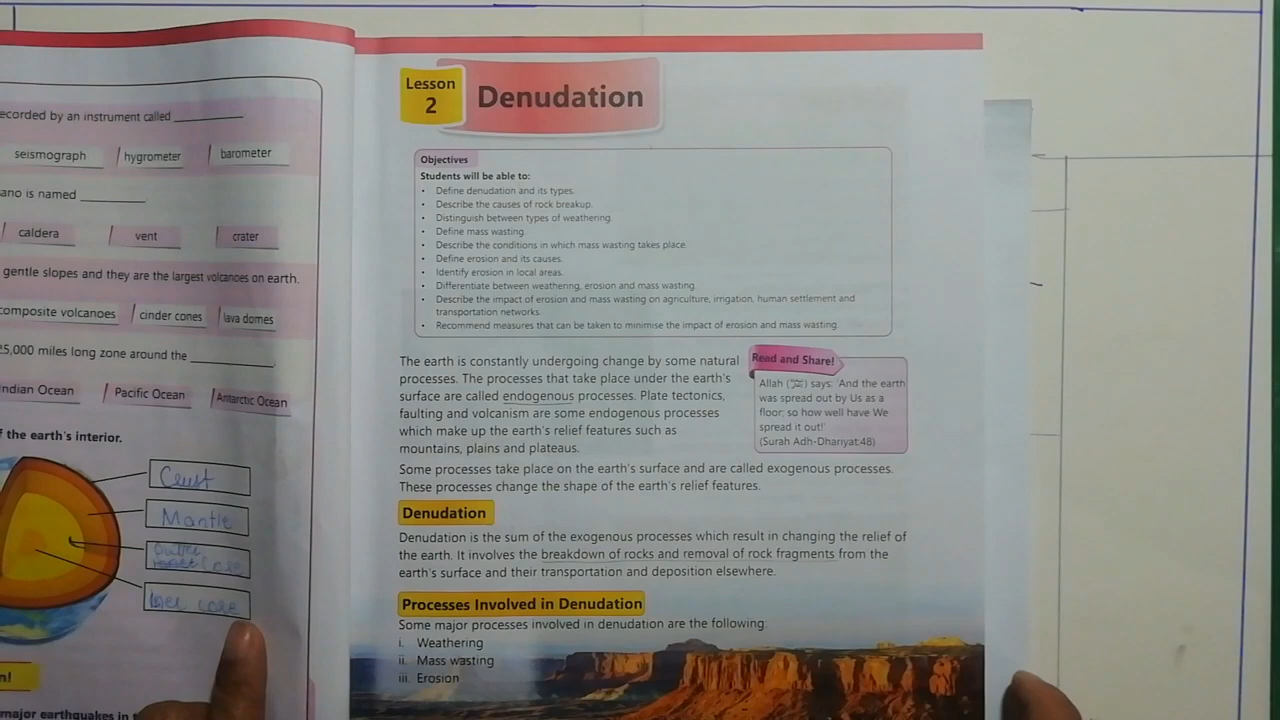 ecorded by an instrument called
seismograph hygrometer barometer
ano is named
caldera vent crater
gentle slopes and they are the largest volcanoes on earth.
composite volcanoes cinder cones lava domes
25,000 miles long zone around the
Indian Ocean Pacific Ocean Antarctic Ocean
f the earth's interior.
Crust
Mantle
core
core
n!
major earthquakes in t
Lesson
2
Denudation
Objectives
Students will be able to:
• Define denudation and its types.
• Describe the causes of rock breakup.
• Distinguish between types of weathering.
• Define mass wasting.
• Describe the conditions in which mass wasting takes place.
• Define erosion and its causes.
• Identify erosion in local areas.
• Differentiate between weathering, erosion and mass wasting.
• Describe the impact of erosion and mass wasting on agriculture, irrigation, human settlement and
transportation networks.
• Recommend measures that can be taken to minimise the impact of erosion and mass wasting.
The earth is constantly undergoing change by some natural
processes. The processes that take place under the earth's
surface are called endogenous processes. Plate tectonics,
faulting and volcanism are some endogenous processes
which make up the earth's relief features such as
mountains, plains and plateaus.
Read and Share!
Allah () says: 'And the earth
was spread out by Us as a
floor; so how well have We
spread it out!'
(Surah Adh-Dhariyat:48)
Some processes take place on the earth's surface and are called exogenous processes.
These processes change the shape of the earth's relief features.
Denudation
Denudation is the sum of the exogenous processes which result in changing the relief of
the earth. It involves the breakdown of rocks and removal of rock fragments from the
earth's surface and their transportation and deposition elsewhere.
Processes Involved in Denudation
Some major processes involved in denudation are the following:
i. Weathering
ii. Mass wasting
iii. Erosion